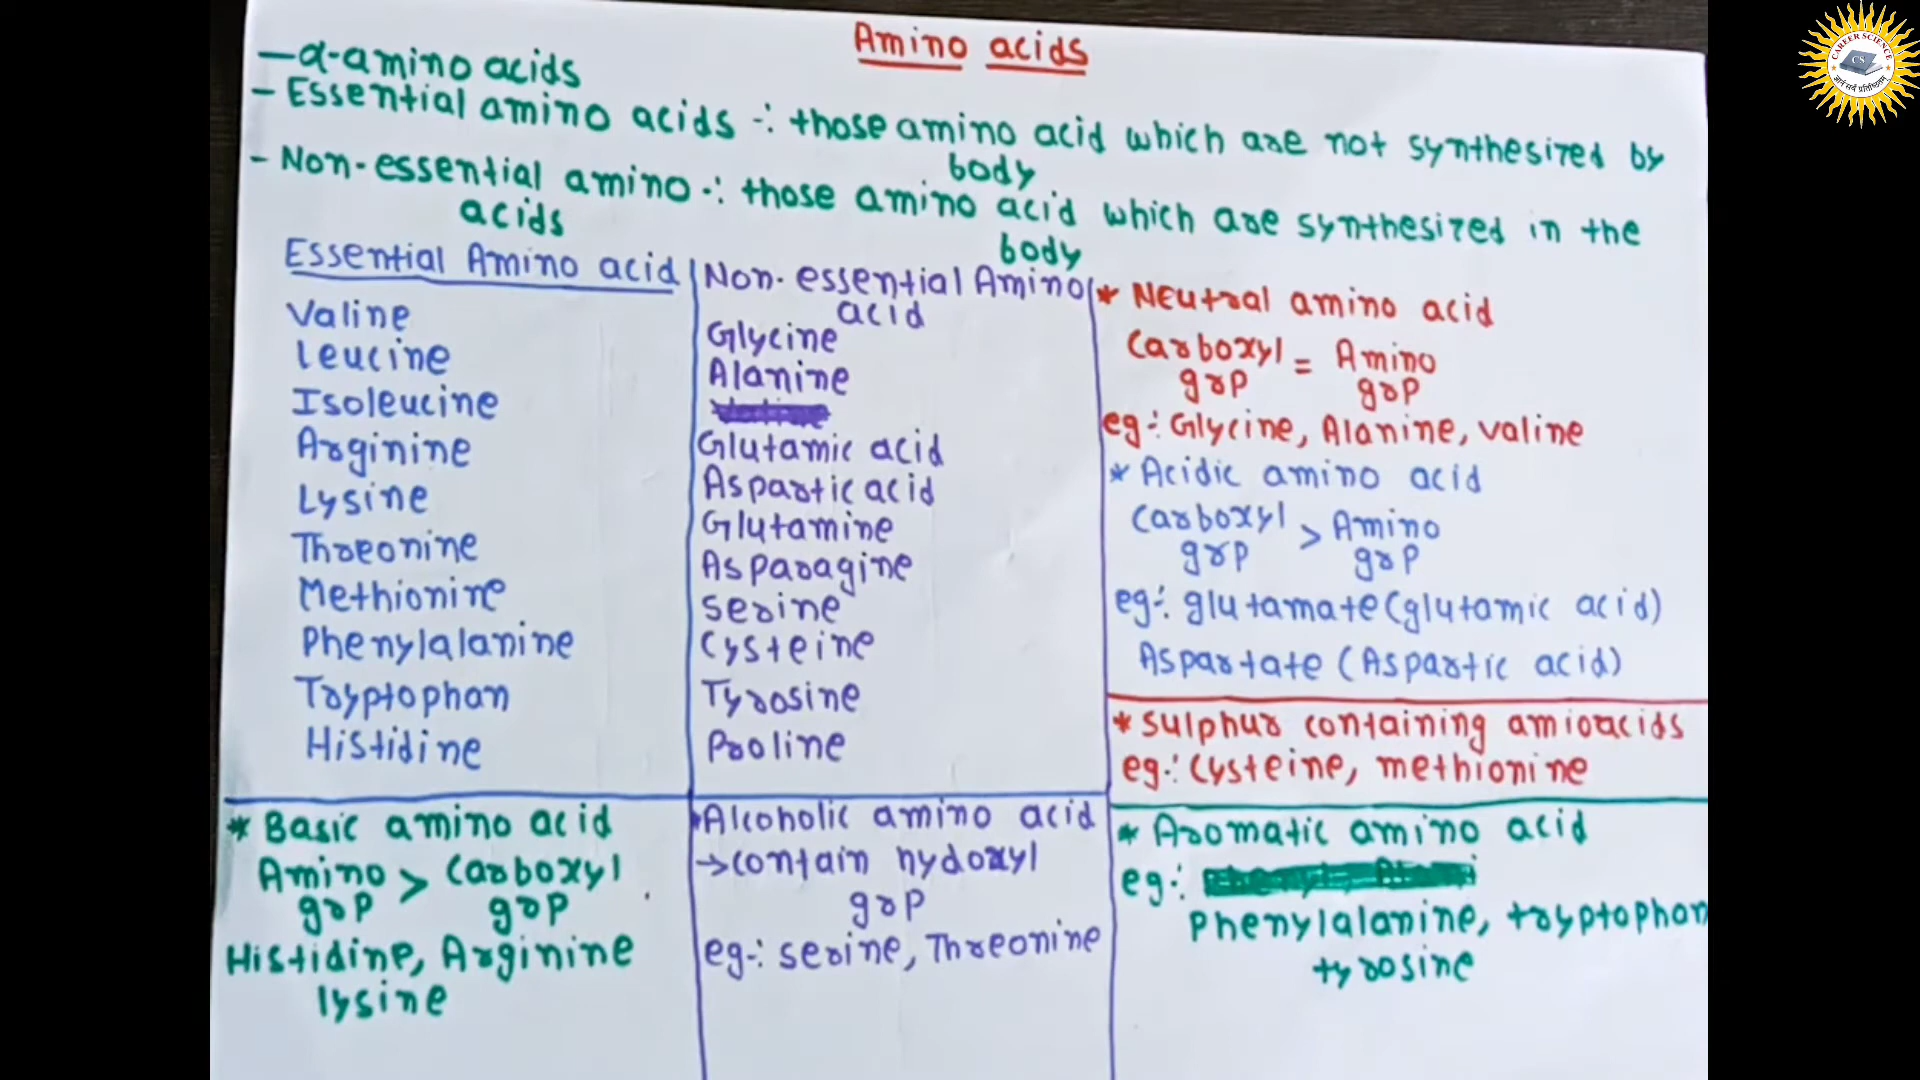 Amino acids
— α-amino acids
- Essential amino acids -: those amino acid which are not synthesized by
body
- Non-essential amino -: those amino acid which are synthesized in the
acids
body
Essential Amino acid
Valine
Leucine
Isoleucine
Arginine
Lysine
Threonine
Methionine
Phenylalanine
Tryptophan
Histidine
Non-essential Amino
acid
Glycine
Alanine
Glutamic acid
Aspartic acid
Glutamine
Asparagine
Serine
Cysteine
Tyrosine
Proline
* Neutral amino acid
Carboxyl = Amino
grp grp
eg-: Glycine, Alanine, valine
* Acidic amino acid
Carboxyl > Amino
grp grp
eg-: glutamate (glutamic acid)
Aspartate (Aspartic acid)
* Sulphur containing amioacids
eg-: Cysteine, methionine
* Basic amino acid
Amino > Carboxyl
grp grp
Histidine, Arginine
lysine
* Alcoholic amino acid
→ contain hydoxyl
grp
eg-: serine, Threonine
* Aromatic amino acid
eg-:
Phenylalanine, tryptophan
tyrosine
CAREER SCIENCE
CS